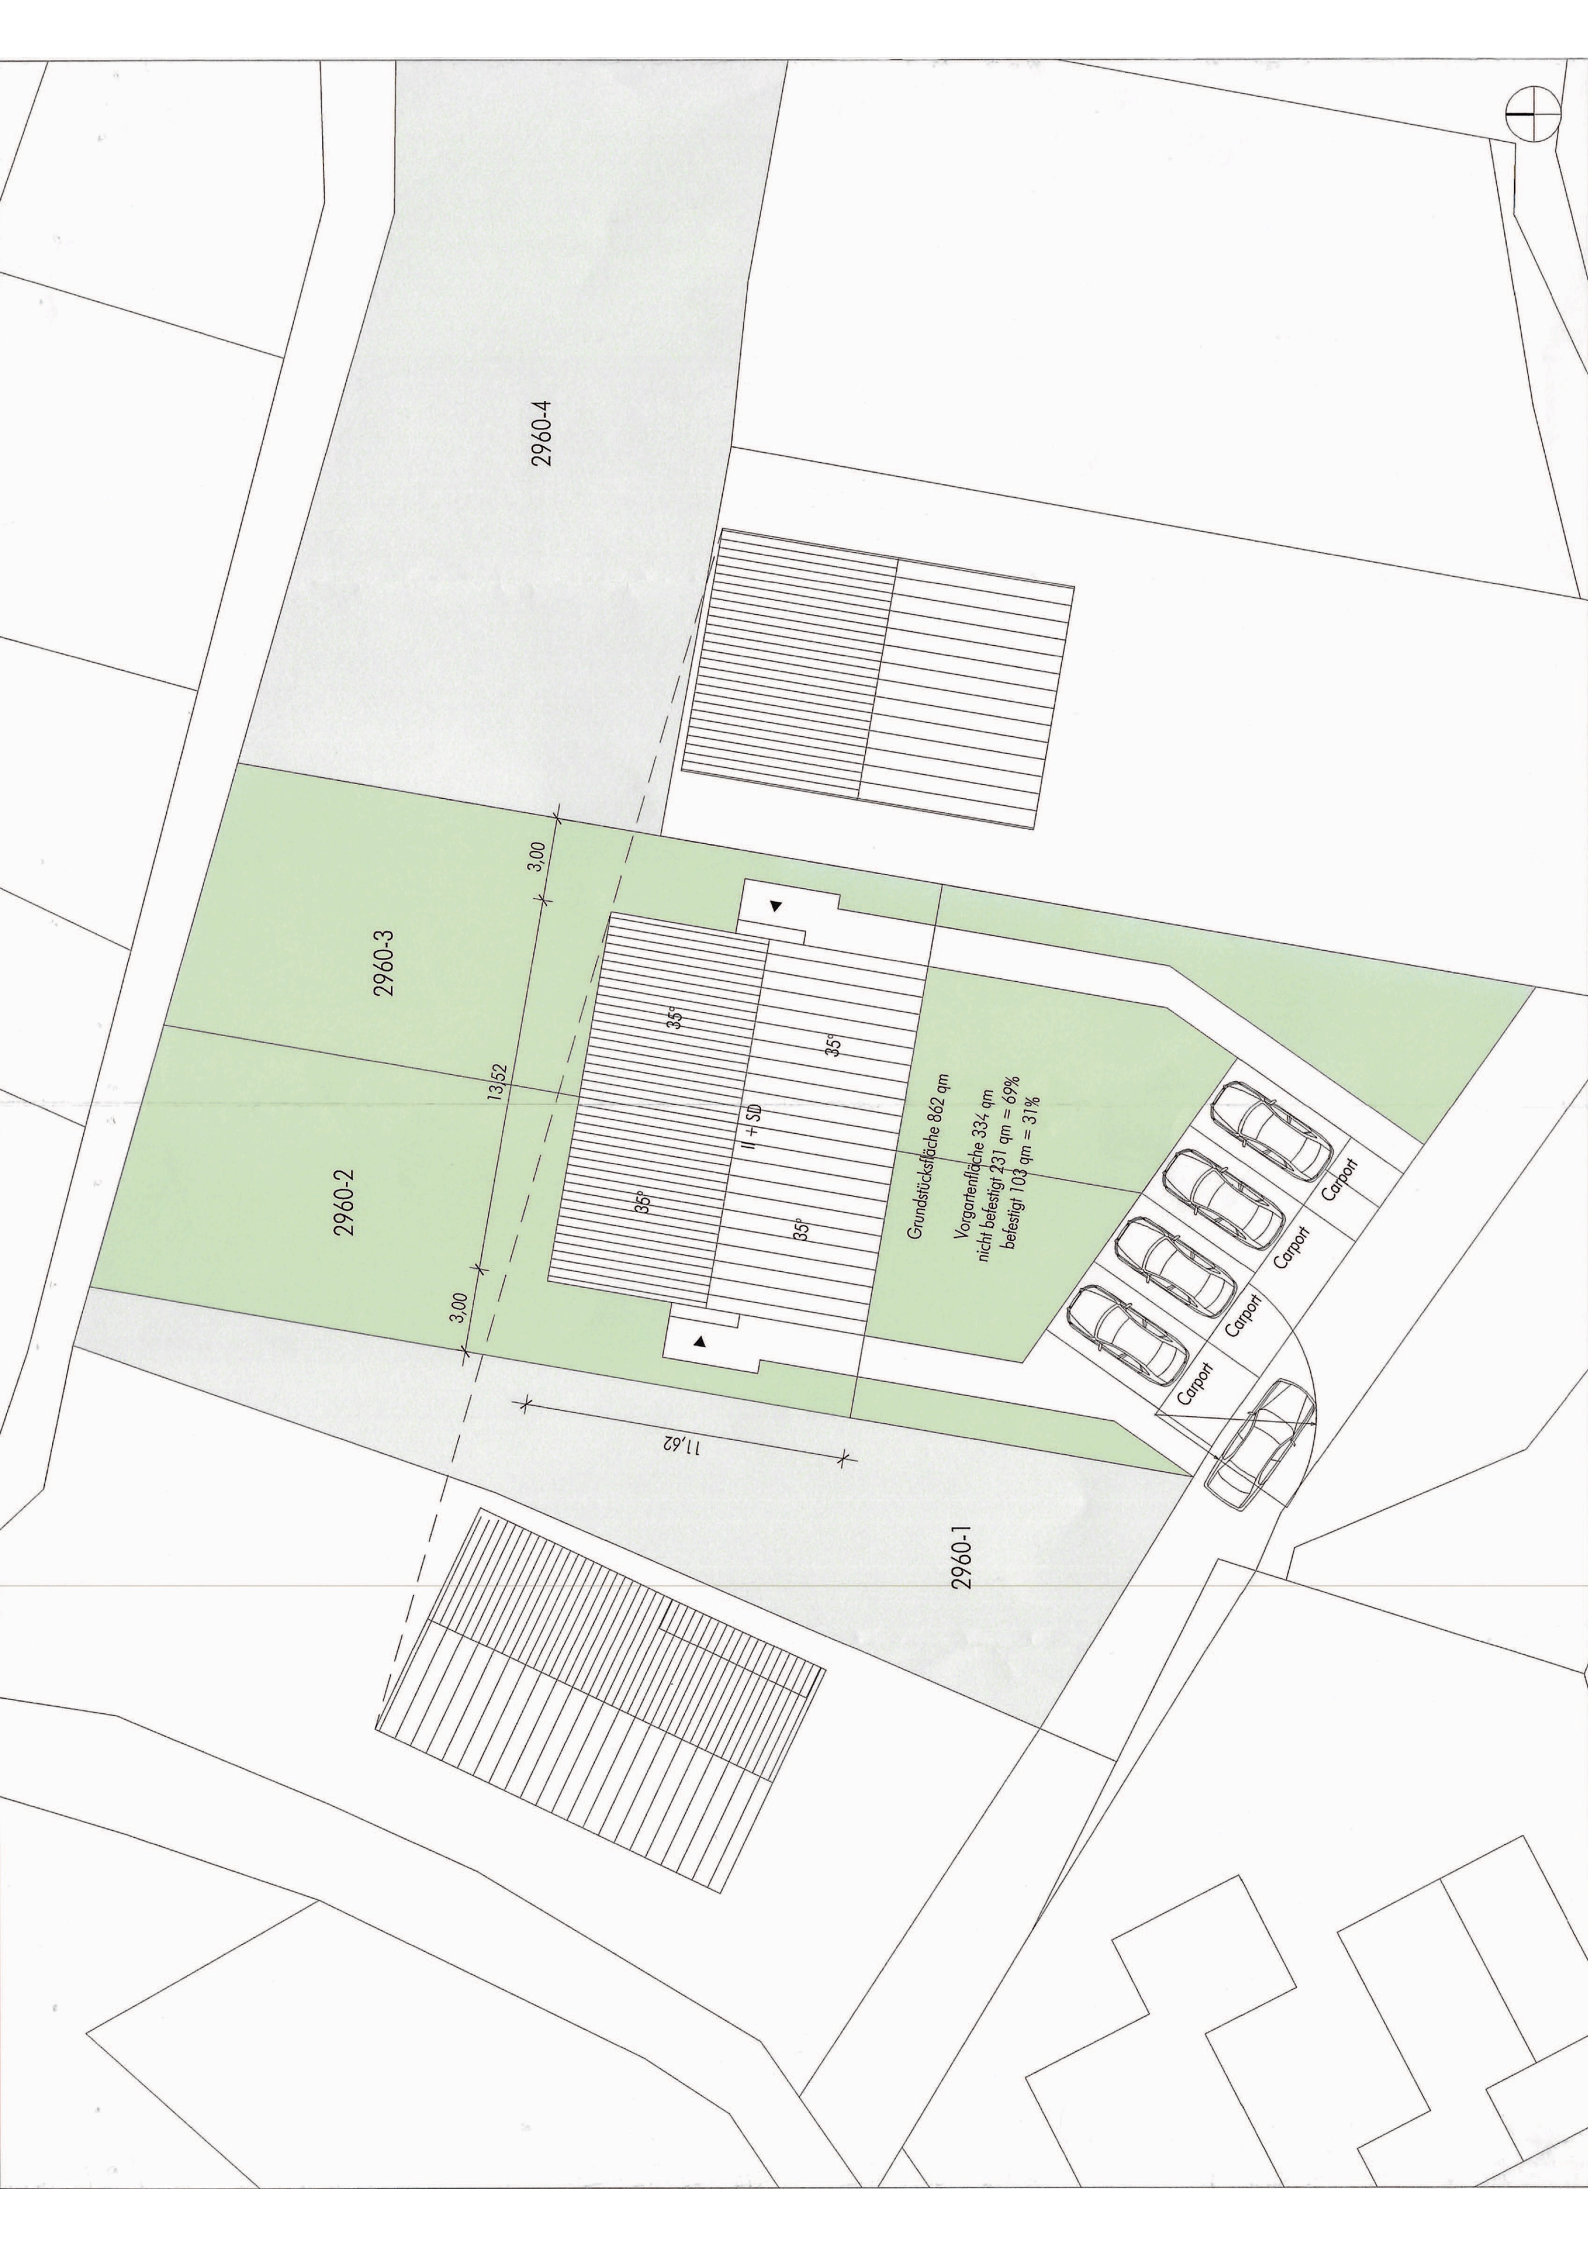 2960-4
2960-3
2960-2
2960-1
3,00
13,52
3,00
11,62
35°
35°
35°
35°
II + SD
Grundstücksfläche 862 qm
Vorgartenfläche 334 qm
nicht befestigt 231 qm = 69%
befestigt 103 qm = 31%
Carport
Carport
Carport
Carport